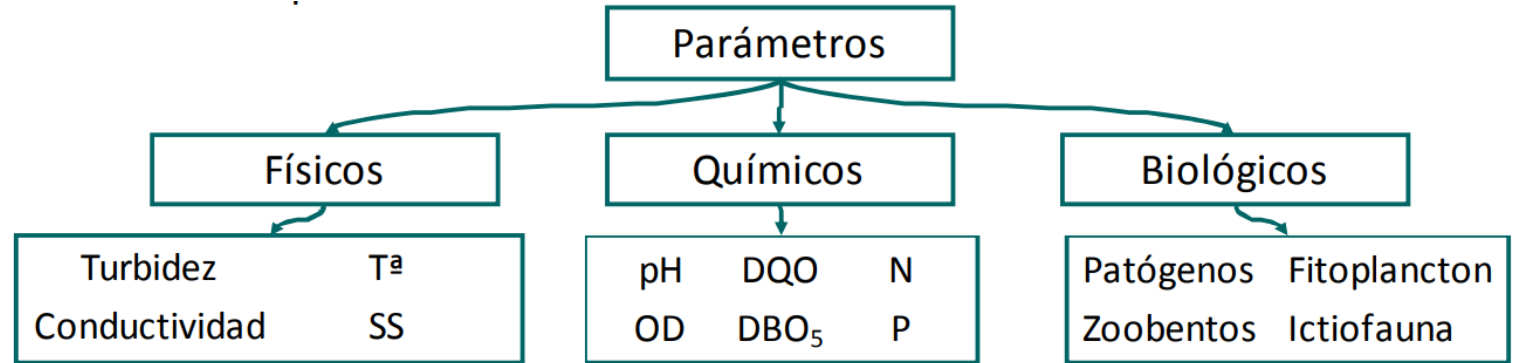 Parámetros
Físicos
Químicos
Biológicos
Turbidez Tª
Conductividad SS
pH DQO N
OD DBO₅ P
Patógenos Fitoplancton
Zoobentos Ictiofauna